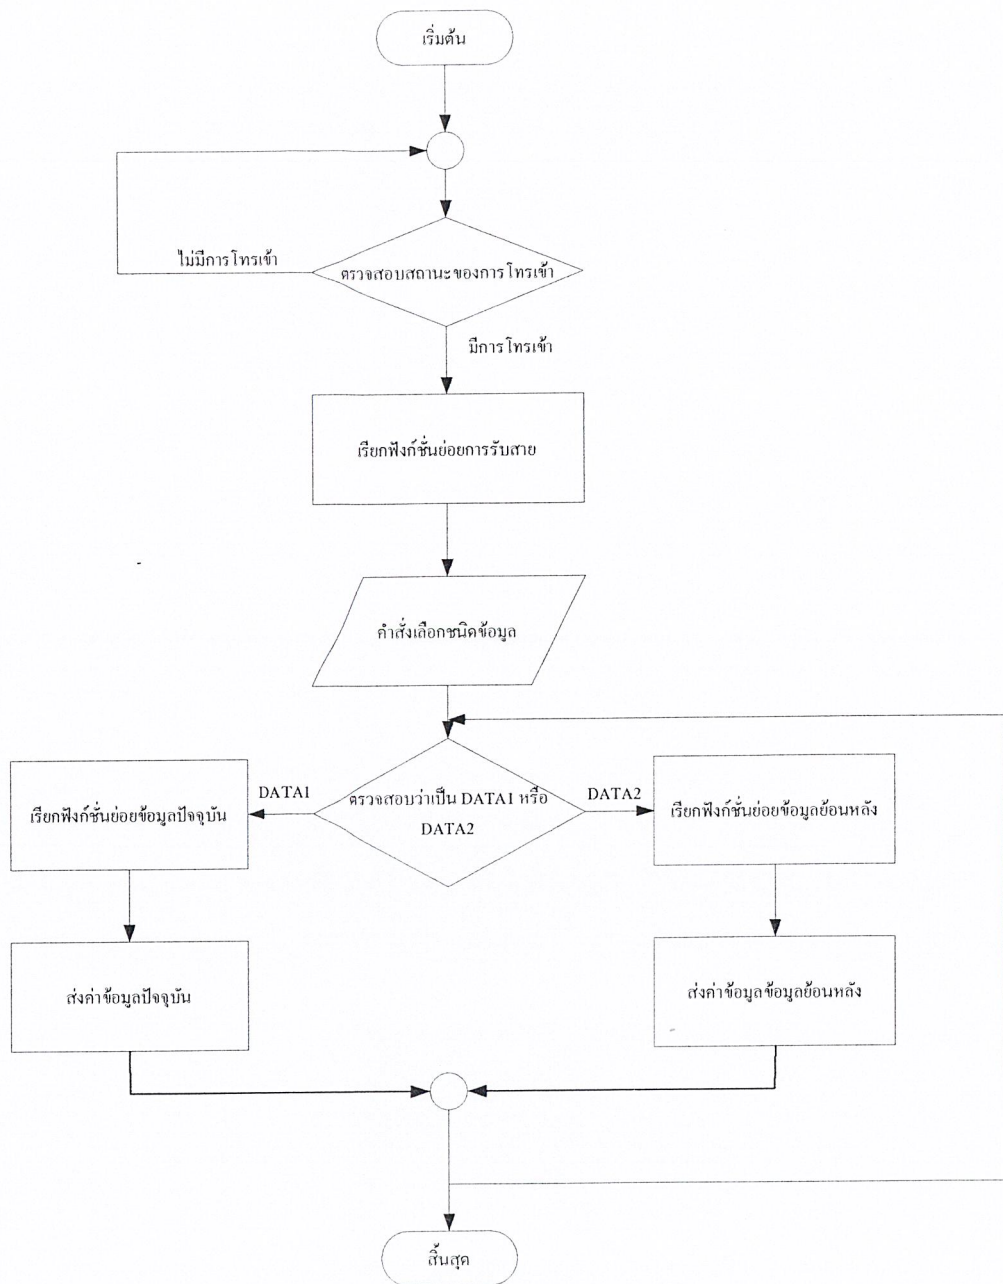 เริ่มต้น
ไม่มีการโทรเข้า
ตรวจสอบสถานะของการโทรเข้า
มีการโทรเข้า
เรียกฟังก์ชั่นย่อยการรับสาย
คำสั่งเลือกชนิดข้อมูล
เรียกฟังก์ชั่นย่อยข้อมูลปัจจุบัน
DATA1
ตรวจสอบว่าเป็น DATA1 หรือ
DATA2
DATA2
เรียกฟังก์ชั่นย่อยข้อมูลย้อนหลัง
ส่งค่าข้อมูลปัจจุบัน
ส่งค่าข้อมูลข้อมูลย้อนหลัง
สิ้นสุด